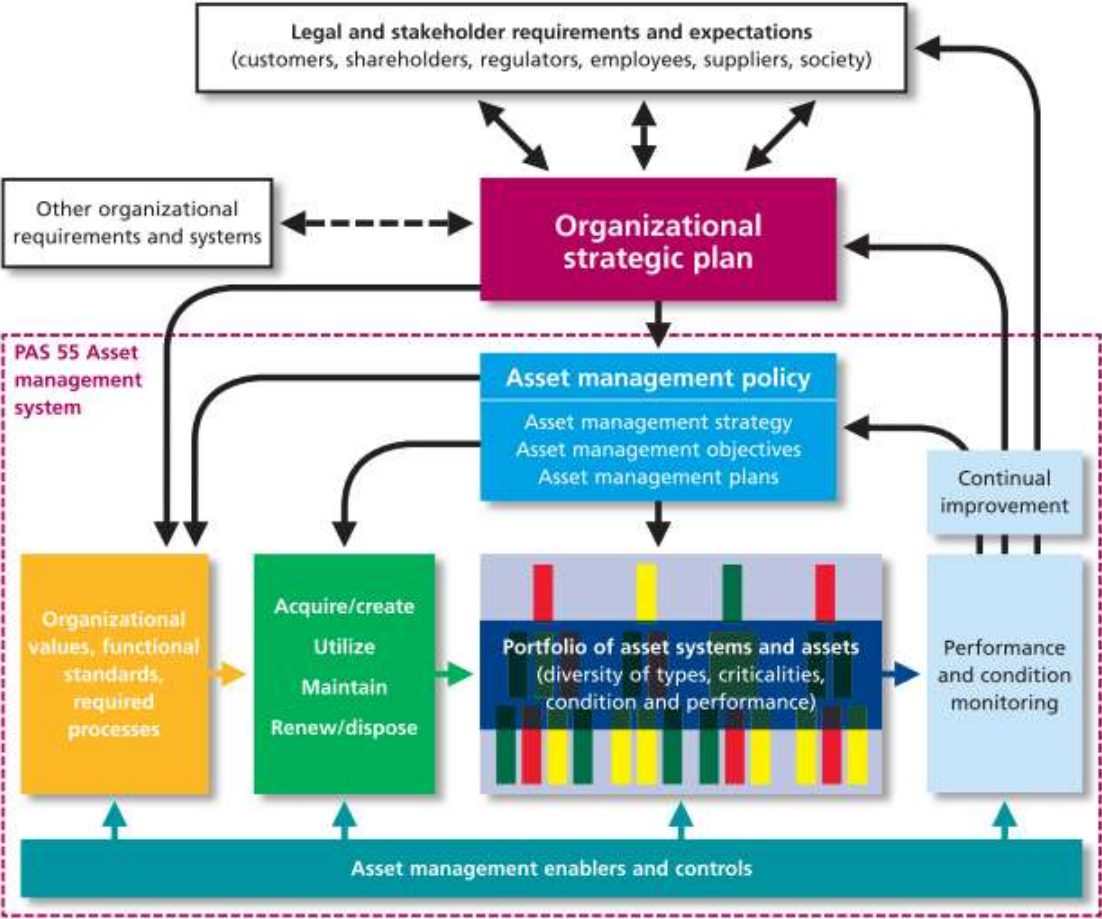 Legal and stakeholder requirements and expectations
(customers, shareholders, regulators, employees, suppliers, society)
Other organizational
requirements and systems
Organizational
strategic plan
PAS 55 Asset
management
system
Asset management policy
Asset management strategy
Asset management objectives
Asset management plans
Continual
improvement
Organizational
values, functional
standards,
required
processes
Acquire/create
Utilize
Maintain
Renew/dispose
Portfolio of asset systems and assets
(diversity of types, criticalities,
condition and performance)
Performance
and condition
monitoring
Asset management enablers and controls